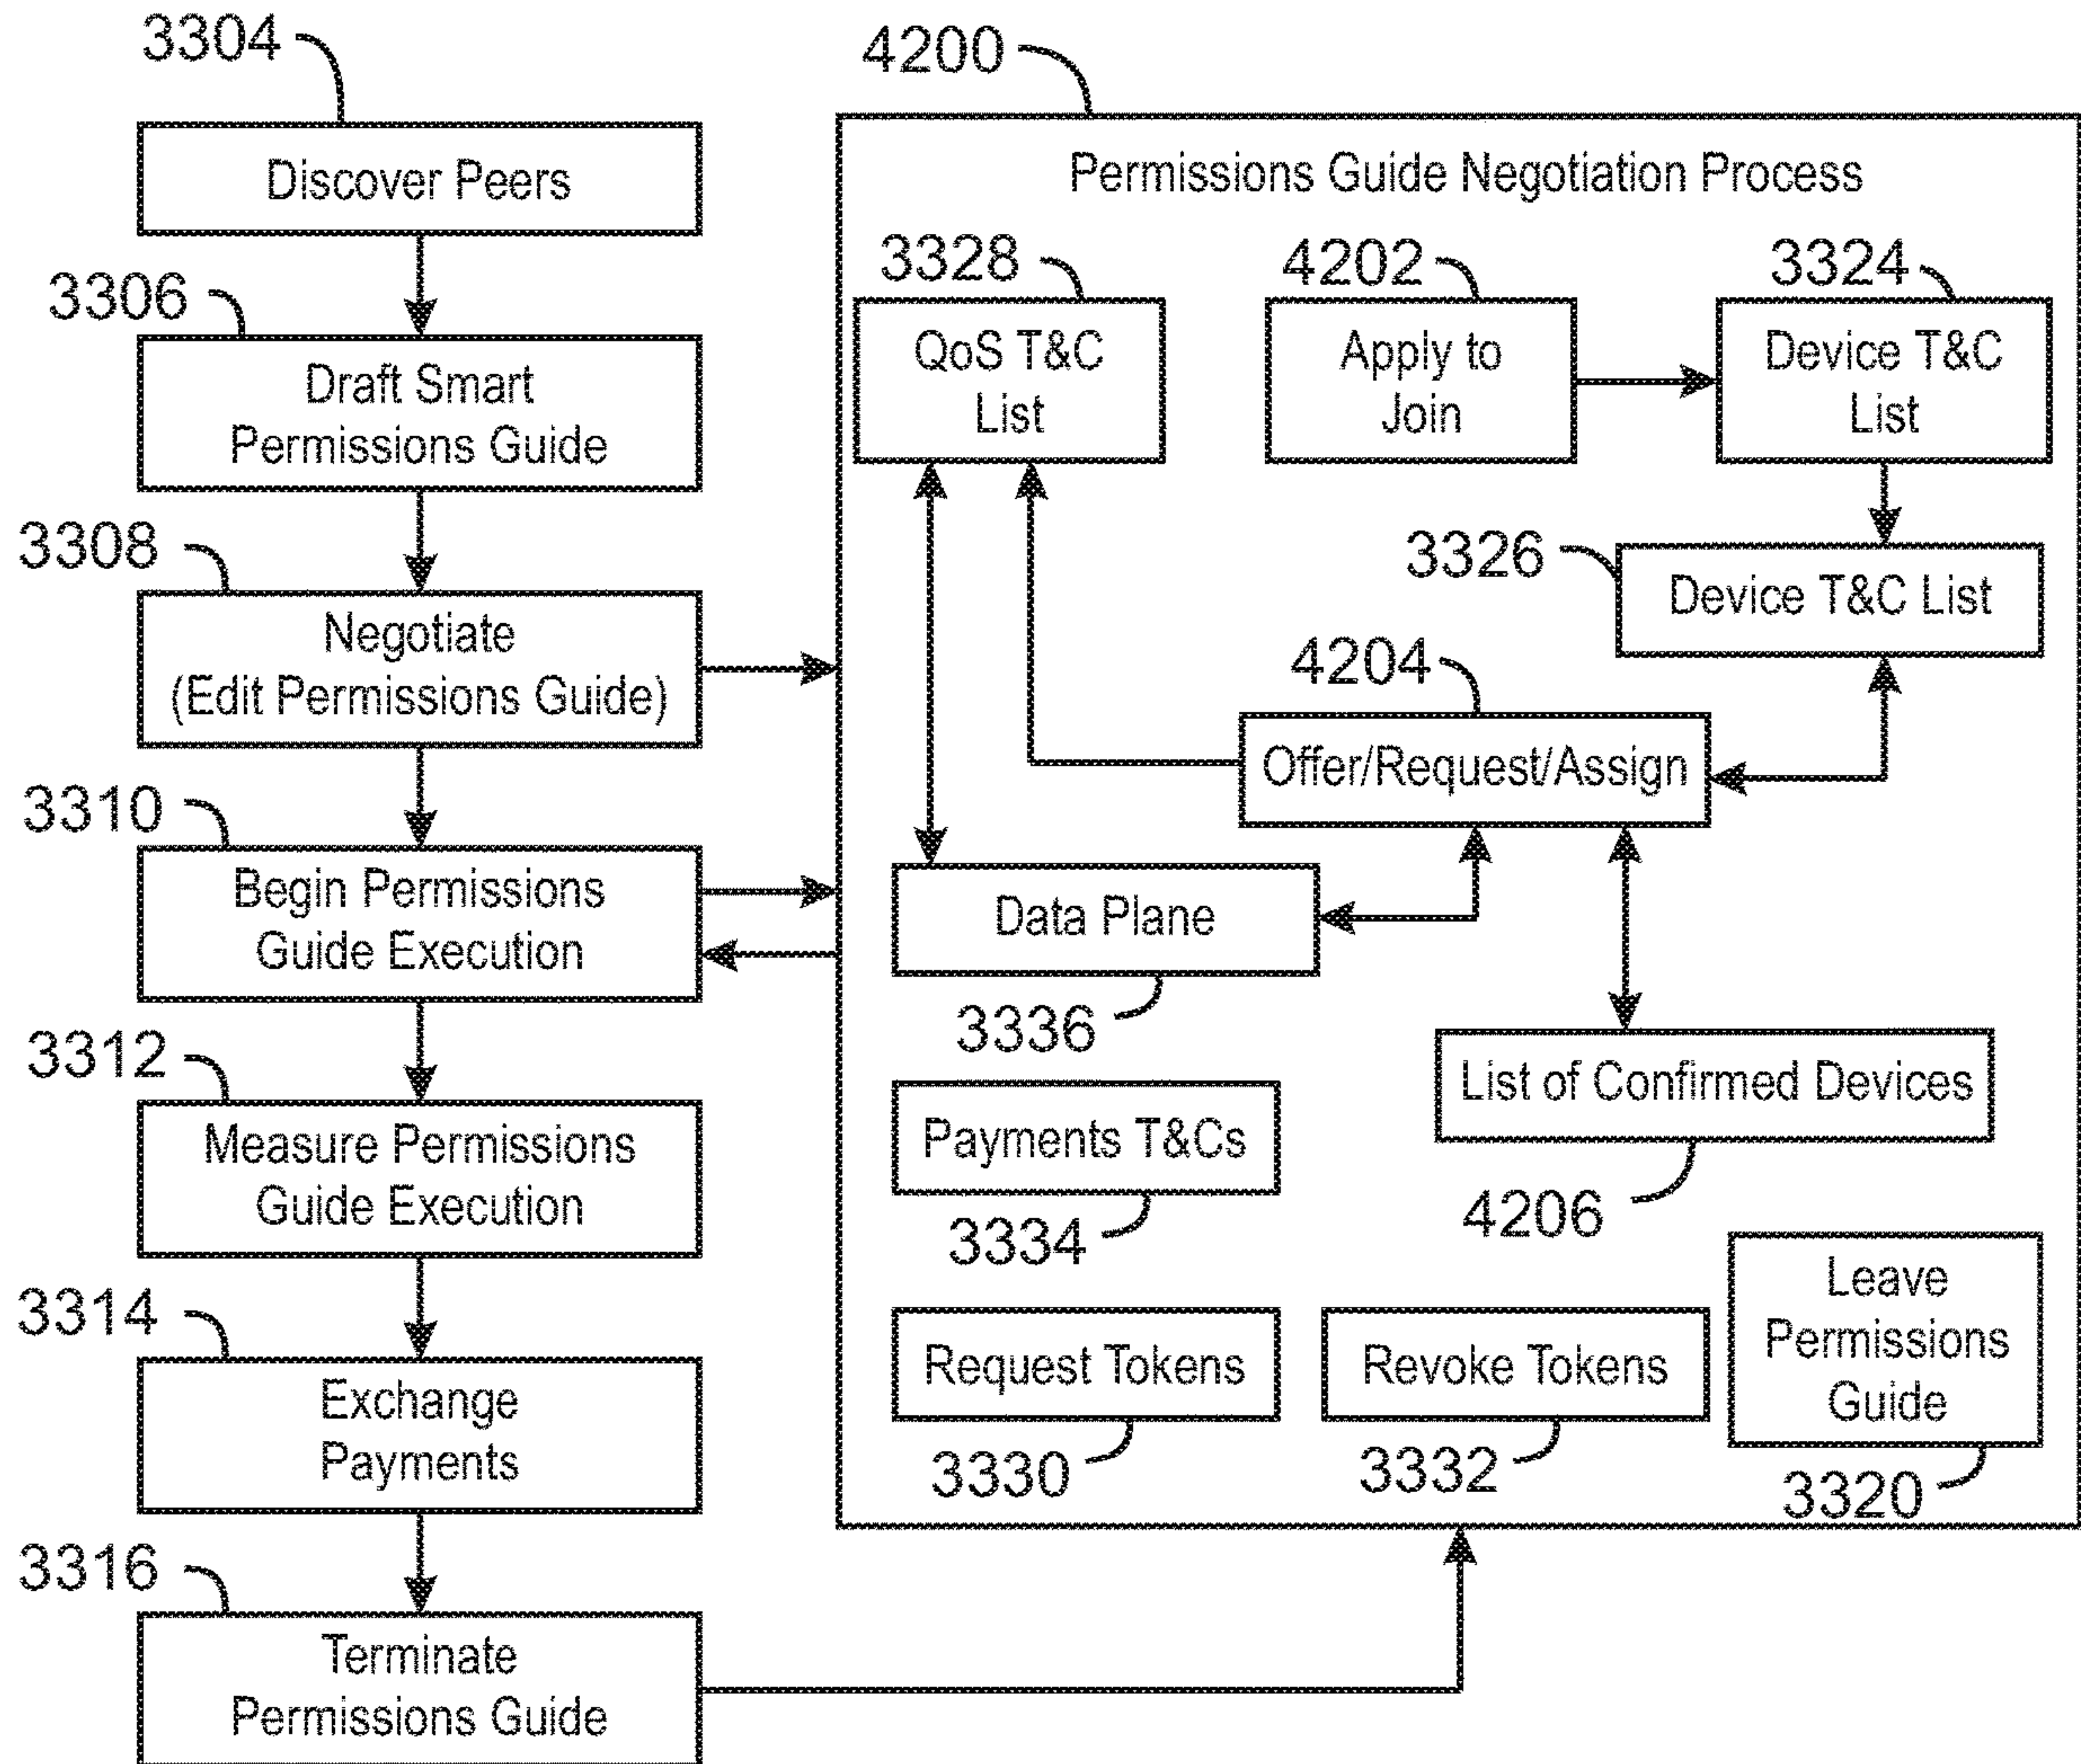 3304
Discover Peers
3306
Draft Smart
Permissions Guide
3308
Negotiate
(Edit Permissions Guide)
3310
Begin Permissions
Guide Execution
3312
Measure Permissions
Guide Execution
3314
Exchange
Payments
3316
Terminate
Permissions Guide
4200
Permissions Guide Negotiation Process
3328
QoS T&C
List
4202
Apply to
Join
3324
Device T&C
List
3326
Device T&C List
4204
Offer/Request/Assign
Data Plane
3336
List of Confirmed Devices
4206
Payments T&Cs
3334
Request Tokens
3330
Revoke Tokens
3332
Leave
Permissions
Guide
3320